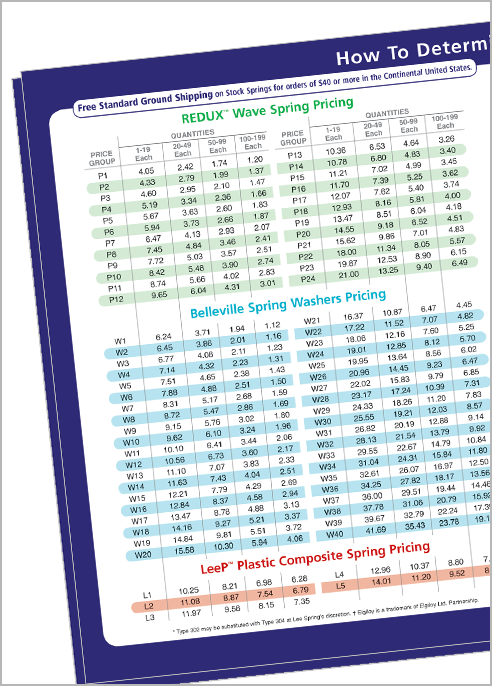 How To Determi
Free Standard Ground Shipping on Stock Springs for orders of $40 or more in the Continental United States.
REDUX™ Wave Spring Pricing
PRICE GROUP
QUANTITIES
1-19 Each 20-49 Each 50-99 Each 100-199 Each
P1 4.05 2.42 1.74 1.20
P2 4.33 2.79 1.99 1.37
P3 4.60 2.95 2.10 1.47
P4 5.19 3.34 2.36 1.66
P5 5.67 3.63 2.60 1.83
P6 5.94 3.73 2.66 1.87
P7 6.47 4.13 2.93 2.07
P8 7.45 4.84 3.46 2.41
P9 7.72 5.03 3.57 2.51
P10 8.42 5.48 3.90 2.74
P11 8.74 5.66 4.02 2.83
P12 9.65 6.04 4.31 3.01
PRICE GROUP
QUANTITIES
1-19 Each 20-49 Each 50-99 Each 100-199 Each
P13 10.36 6.53 4.64 3.26
P14 10.78 6.80 4.83 3.40
P15 11.21 7.02 4.99 3.45
P16 11.70 7.39 5.25 3.62
P17 12.07 7.62 5.40 3.74
P18 12.93 8.16 5.81 4.00
P19 13.47 8.51 6.04 4.18
P20 14.55 9.18 6.52 4.51
P21 15.62 9.86 7.01 4.83
P22 18.00 11.34 8.05 5.57
P23 19.87 12.53 8.90 6.15
P24 21.00 13.25 9.40 6.49
Belleville Spring Washers Pricing
W1 6.24 3.71 1.94 1.12
W2 6.45 3.86 2.01 1.16
W3 6.77 4.08 2.11 1.23
W4 7.14 4.32 2.23 1.31
W5 7.51 4.65 2.38 1.43
W6 7.88 4.88 2.51 1.50
W7 8.31 5.17 2.68 1.59
W8 8.72 5.47 2.86 1.69
W9 9.15 5.76 3.02 1.80
W10 9.62 6.10 3.24 1.96
W11 10.10 6.41 3.44 2.06
W12 10.56 6.73 3.60 2.17
W13 11.10 7.07 3.83 2.33
W14 11.63 7.43 4.04 2.51
W15 12.21 7.79 4.29 2.69
W16 12.84 8.37 4.58 2.94
W17 13.47 8.78 4.88 3.13
W18 14.16 9.27 5.21 3.37
W19 14.84 9.81 5.51 3.72
W20 15.58 10.30 5.94 4.06
W21 16.37 10.87 6.47 4.45
W22 17.22 11.52 7.07 4.82
W23 18.06 12.16 7.60 5.25
W24 19.01 12.85 8.12 5.70
W25 19.95 13.64 8.56 6.02
W26 20.96 14.45 9.23 6.47
W27 22.02 15.83 9.79 6.85
W28 23.17 17.24 10.39 7.31
W29 24.33 18.26 11.20 7.83
W30 25.55 19.21 12.03 8.57
W31 26.82 20.19 12.86 9.14
W32 28.13 21.54 13.79 9.92
W33 29.55 22.67 14.79 10.84
W34 31.04 24.31 15.84 11.80
W35 32.61 26.07 16.97 12.50
W36 34.25 27.82 18.17 13.56
W37 36.00 29.51 19.44 14.46
W38 37.78 31.06 20.79 15.92
W39 39.67 32.79 22.24 17.3
W40 41.69 35.43 23.78 19.1
LeeP™ Plastic Composite Spring Pricing
L1 10.25 8.21 6.98 6.28
L2 11.08 8.87 7.54 6.79
L3 11.97 9.58 8.15 7.35
L4 12.96 10.37 8.80 7.
L5 14.01 11.20 9.52 8.
* Type 302 may be substituted with Type 304 at Lee Spring's discretion. † Elgiloy is a trademark of Elgiloy Ltd. Partnership.